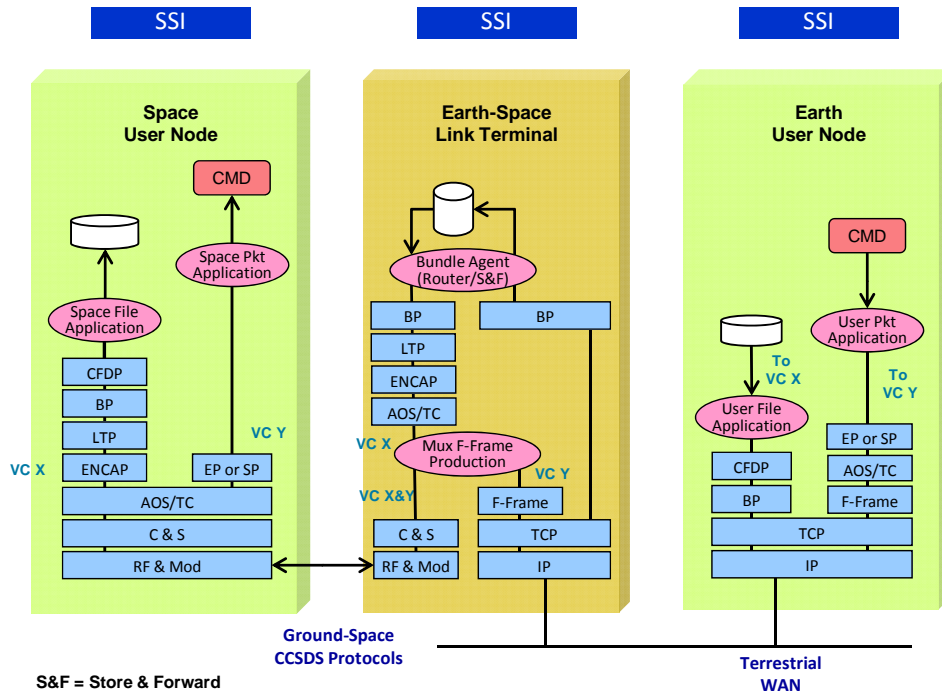 SSI
SSI
SSI
Space
User Node
CMD
Space Pkt
Application
Space File
Application
CFDP
BP
LTP
VC Y
VC X
ENCAP
EP or SP
AOS/TC
C & S
RF & Mod
Earth-Space
Link Terminal
Bundle Agent
(Router/S&F)
BP
BP
LTP
ENCAP
AOS/TC
VC X
Mux F-Frame
Production
VC Y
VC X&Y
F-Frame
C & S
TCP
RF & Mod
IP
Earth
User Node
CMD
User Pkt
Application
To
VC X
To
VC Y
User File
Application
EP or SP
CFDP
AOS/TC
BP
F-Frame
TCP
IP
Ground-Space
CCSDS Protocols
Terrestrial
WAN
S&F = Store & Forward